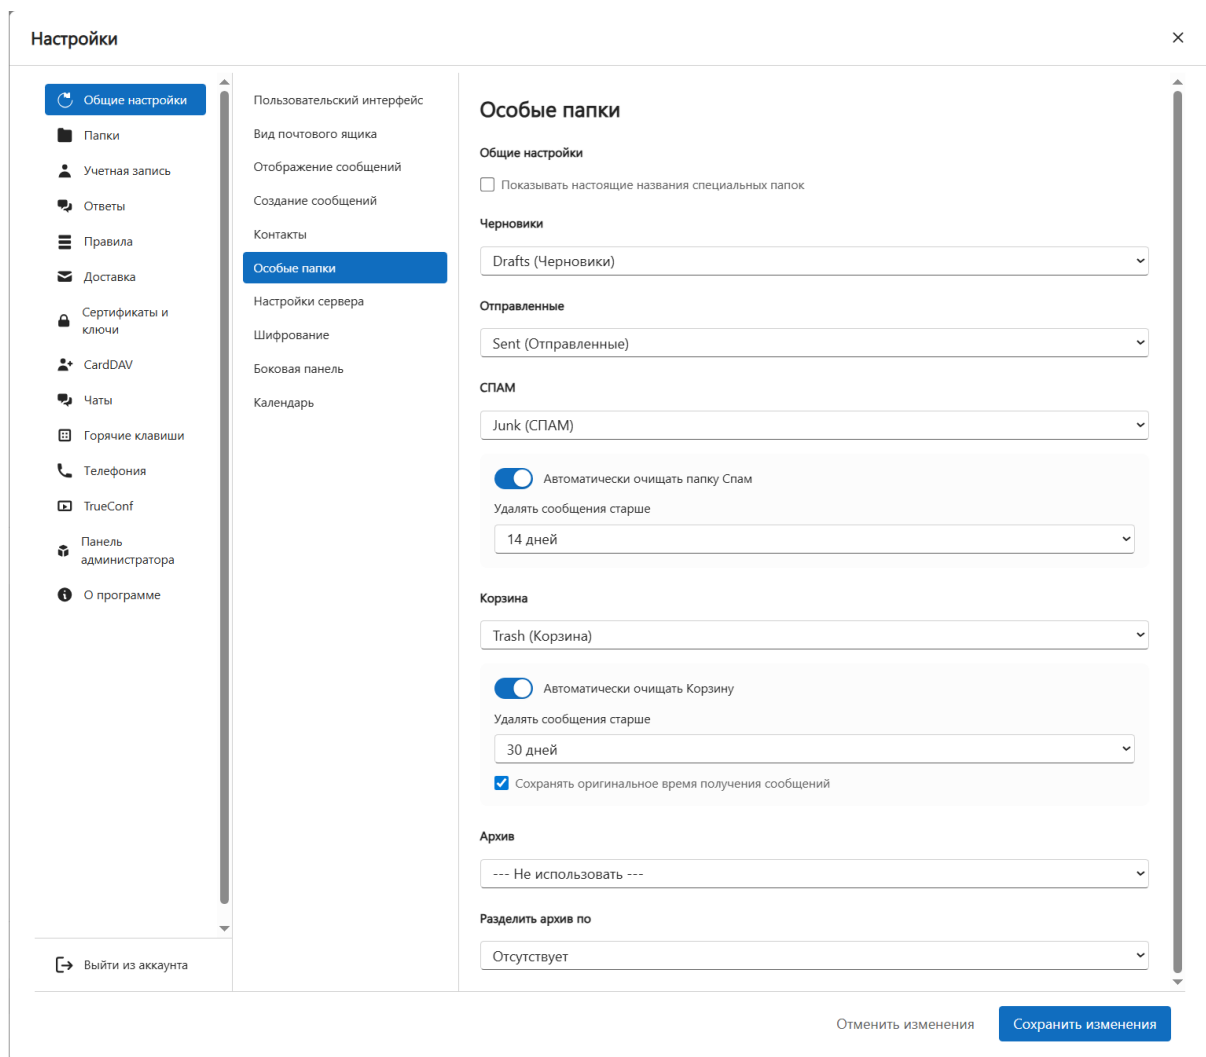 Настройки
Общие настройки
Папки
Учетная запись
Ответы
Правила
Доставка
Сертификаты и
ключи
CardDAV
Чаты
Горячие клавиши
Телефония
TrueConf
Панель
администратора
О программе
Выйти из аккаунта
Пользовательский интерфейс
Вид почтового ящика
Отображение сообщений
Создание сообщений
Контакты
Особые папки
Настройки сервера
Шифрование
Боковая панель
Календарь
Особые папки
Общие настройки
Показывать настоящие названия специальных папок
Черновики
Drafts (Черновики)
Отправленные
Sent (Отправленные)
СПАМ
Junk (СПАМ)
Автоматически очищать папку Спам
Удалять сообщения старше
14 дней
Корзина
Trash (Корзина)
Автоматически очищать Корзину
Удалять сообщения старше
30 дней
Сохранять оригинальное время получения сообщений
Архив
--- Не использовать ---
Разделить архив по
Отсутствует
Отменить изменения
Сохранить изменения